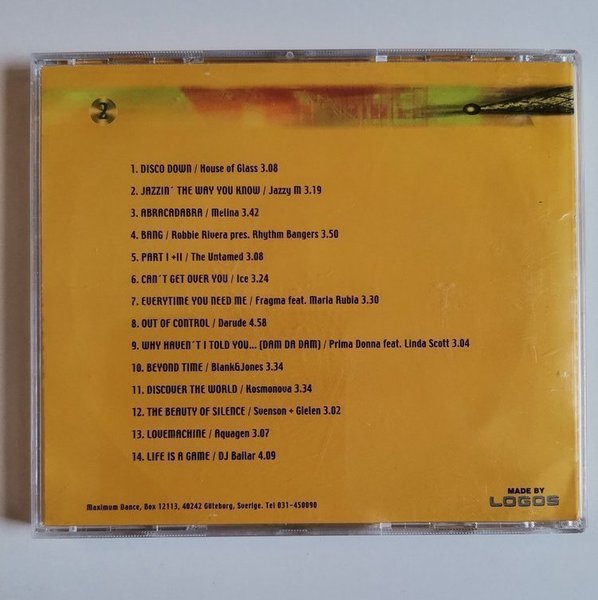 2
1. DISCO DOWN / House of Glass 3.08
2. JAZZIN´ THE WAY YOU KNOW / Jazzy M 3.19
3. ABRACADABRA / Melina 3.42
4. BANG / Robbie Rivera pres. Rhythm Bangers 3.50
5. PART I +II / The Untamed 3.08
6. CAN´T GET OVER YOU / Ice 3.24
7. EVERYTIME YOU NEED ME / Fragma feat. Maria Rubia 3.30
8. OUT OF CONTROL / Darude 4.58
9. WHY HAVEN´T I TOLD YOU... (DAM DA DAM) / Prima Donna feat. Linda Scott 3.04
10. BEYOND TIME / Blank&Jones 3.34
11. DISCOVER THE WORLD / Kosmonova 3.34
12. THE BEAUTY OF SILENCE / Svenson + Gielen 3.02
13. LOVEMACHINE / Aquagen 3.07
14. LIFE IS A GAME / DJ Bailar 4.09
MADE BY
LOGOS
Maximum Dance, Box 12113, 40242 Göteborg, Sverige. Tel 031-450090